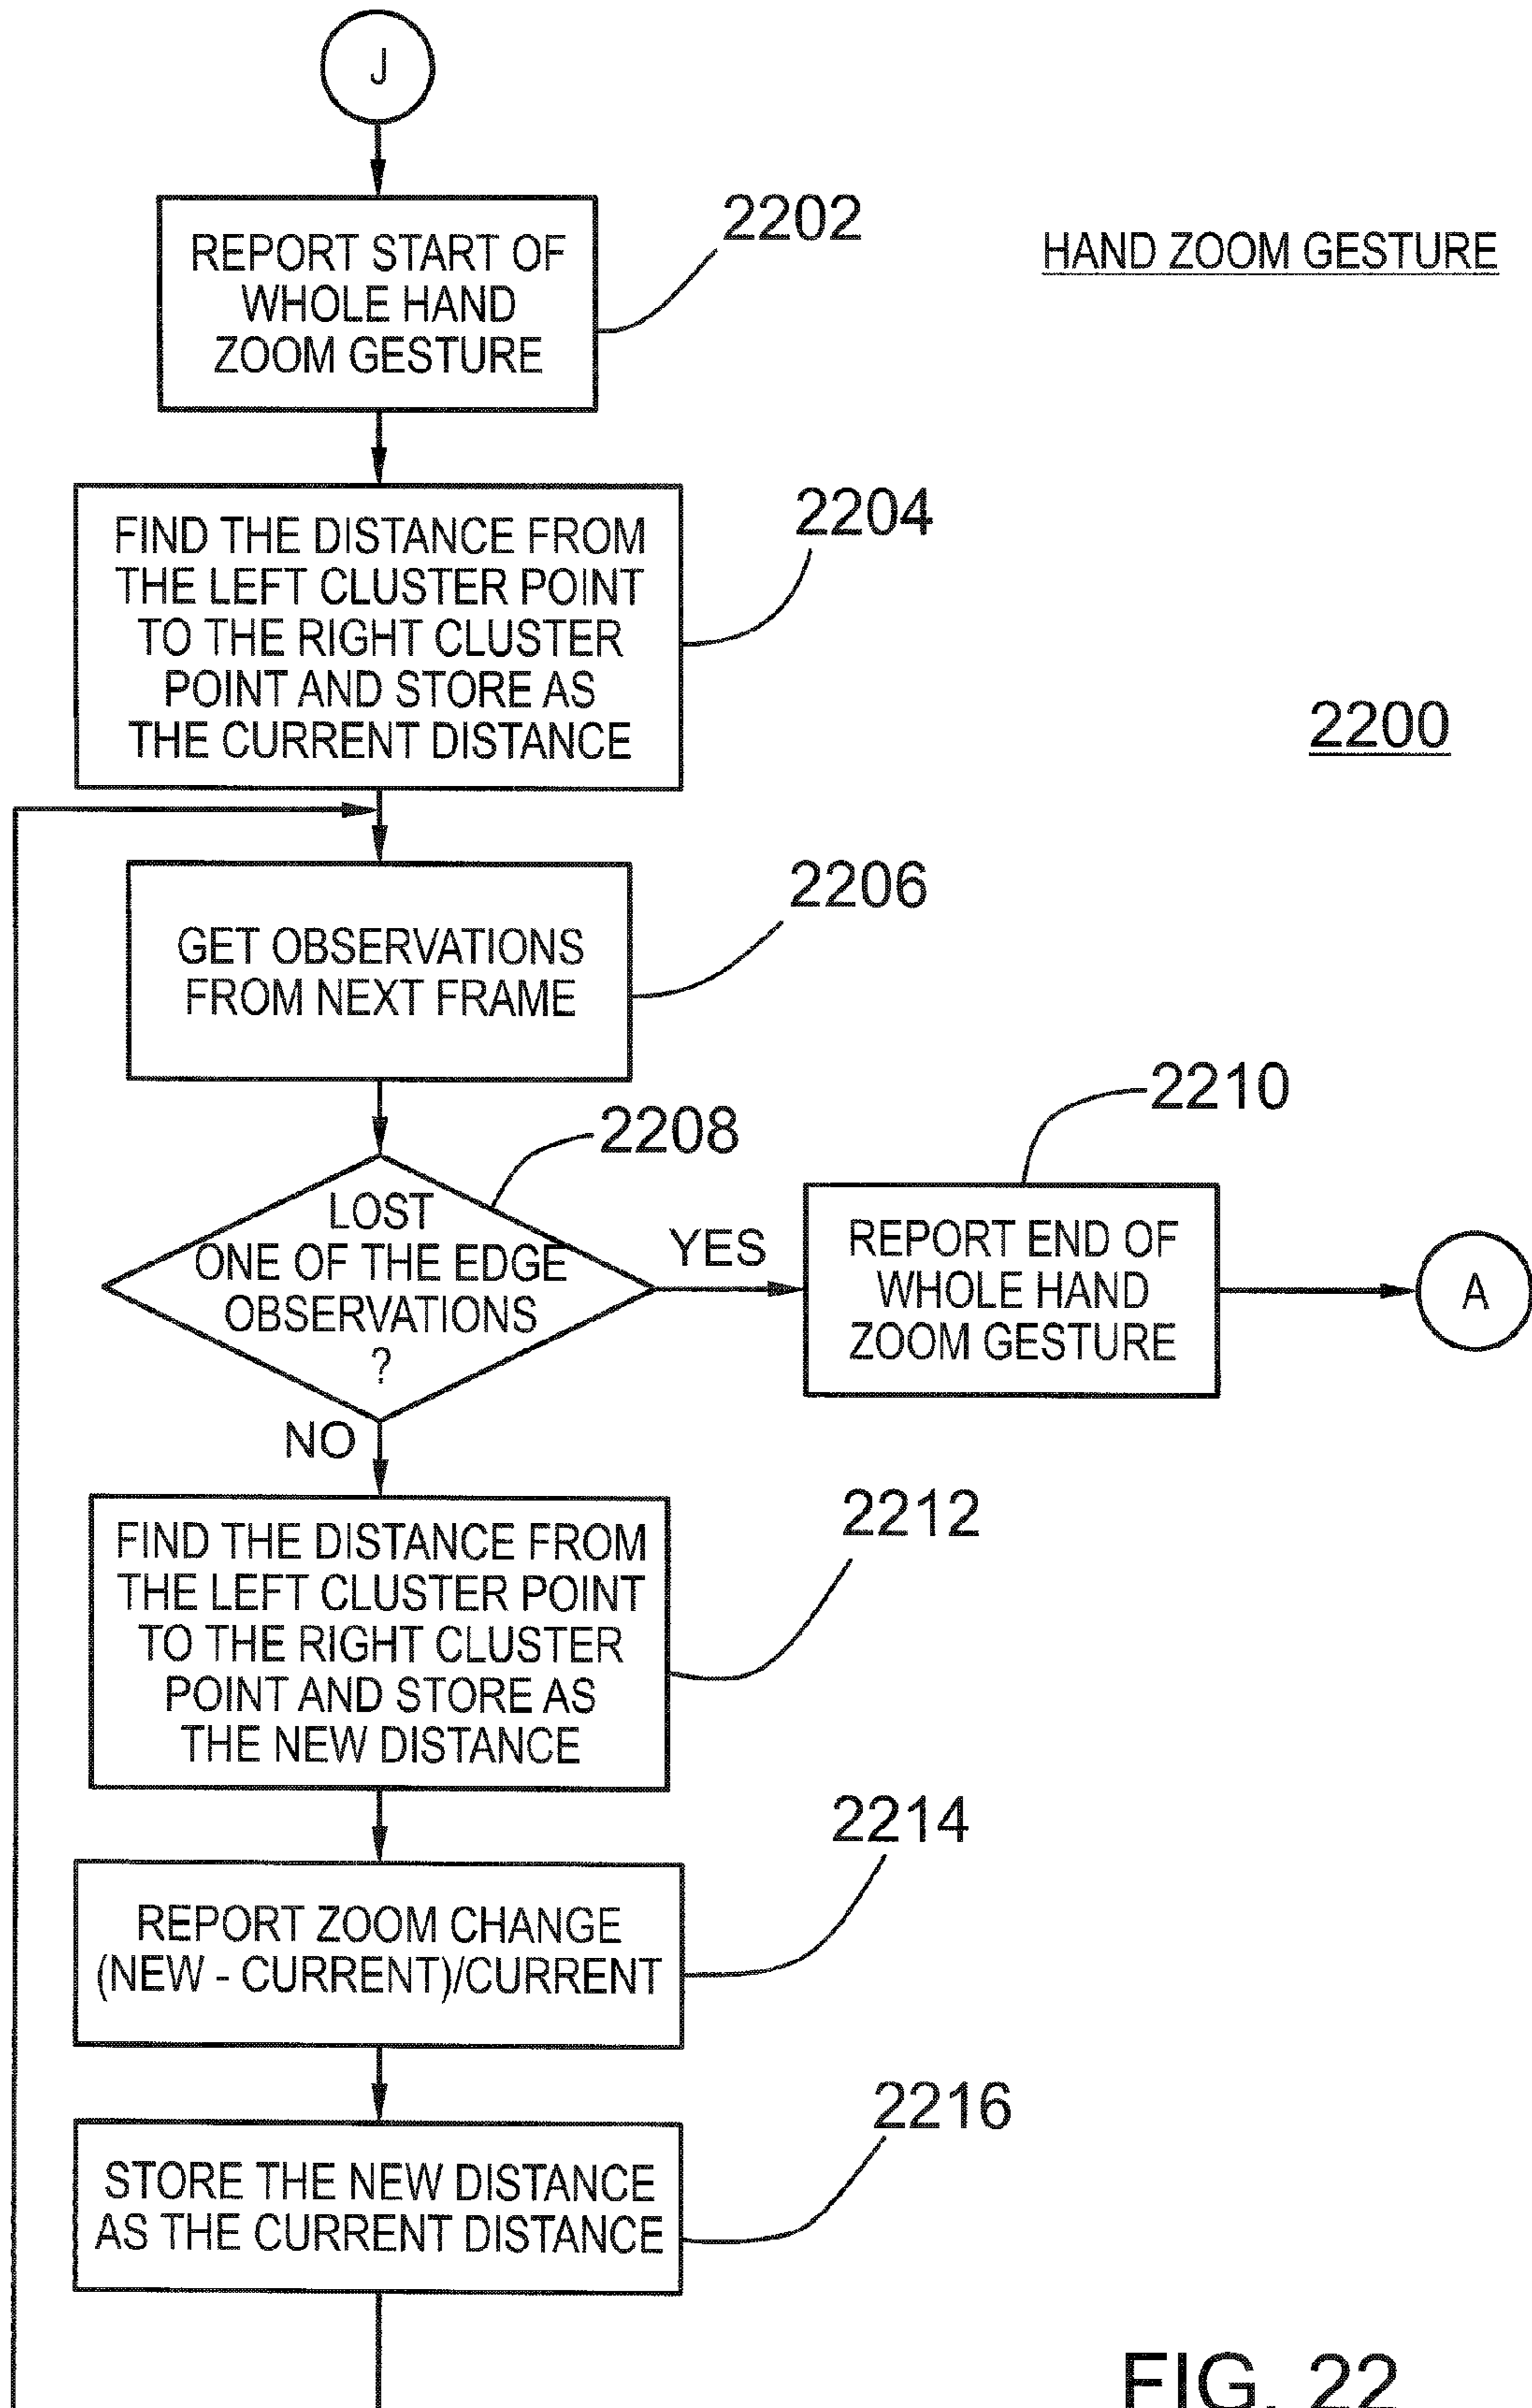 J
REPORT START OF
WHOLE HAND
ZOOM GESTURE
2202
HAND ZOOM GESTURE
FIND THE DISTANCE FROM
THE LEFT CLUSTER POINT
TO THE RIGHT CLUSTER
POINT AND STORE AS
THE CURRENT DISTANCE
2204
2200
GET OBSERVATIONS
FROM NEXT FRAME
2206
LOST
ONE OF THE EDGE
OBSERVATIONS
?
2208
YES
NO
REPORT END OF
WHOLE HAND
ZOOM GESTURE
2210
A
FIND THE DISTANCE FROM
THE LEFT CLUSTER POINT
TO THE RIGHT CLUSTER
POINT AND STORE AS
THE NEW DISTANCE
2212
REPORT ZOOM CHANGE
(NEW - CURRENT)/CURRENT
2214
STORE THE NEW DISTANCE
AS THE CURRENT DISTANCE
2216
FIG. 22